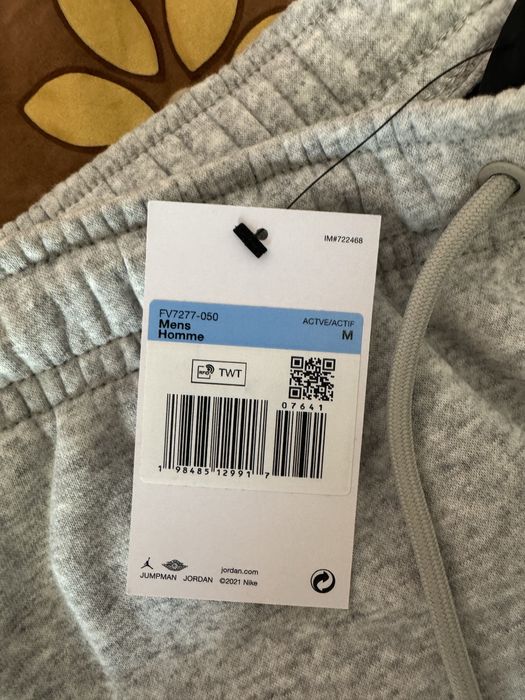 IM#722468
FV7277-050
Mens
Homme
ACTVE/ACTIF
M
RFID
TWT
07641
1 98485 12991 7
JUMPMAN
JORDAN
jordan.com
©2021 Nike